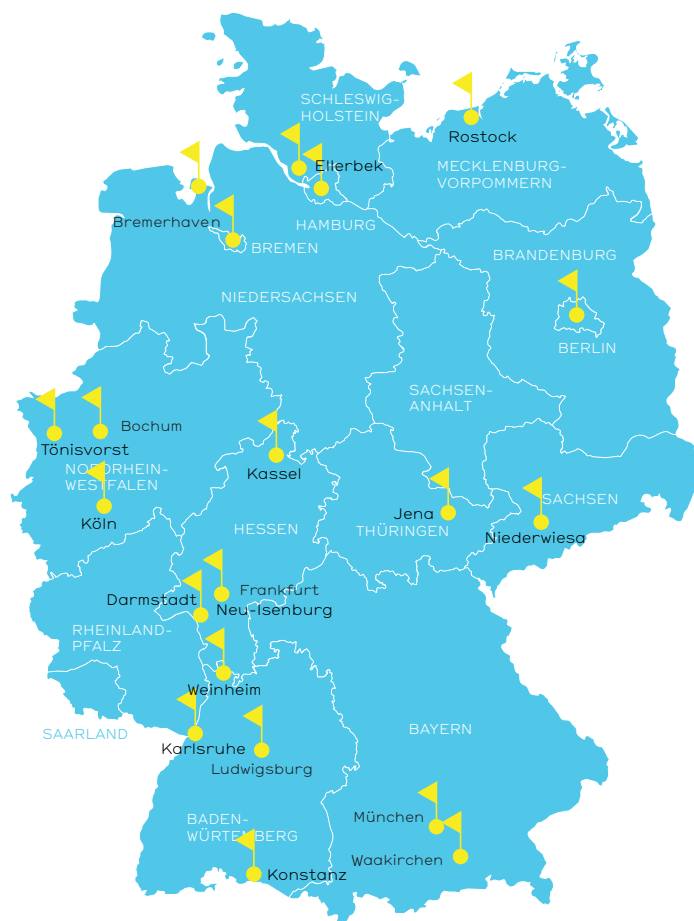 SCHLESWIG-
HOLSTEIN
Rostock
Ellerbek
MECKLENBURG-
VORPOMMERN
Bremerhaven
HAMBURG
BREMEN
BRANDENBURG
NIEDERSACHSEN
BERLIN
SACHSEN-
ANHALT
Bochum
Tönisvorst
Kassel
NORDRHEIN-
WESTFALEN
SACHSEN
Köln
Jena
HESSEN
THÜRINGEN
Niederwiesa
Frankfurt
Darmstadt
Neu-Isenburg
RHEINLAND-
PFALZ
Weinheim
SAARLAND
BAYERN
Karlsruhe
Ludwigsburg
München
BADEN-
WÜRTEMBERG
Waakirchen
Konstanz